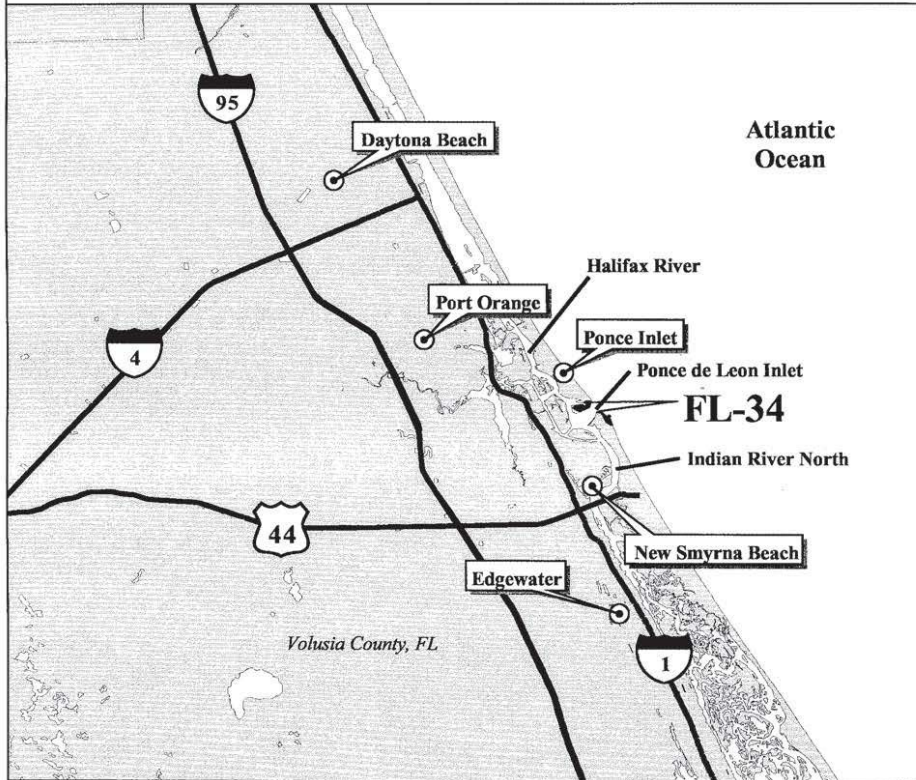 95
Daytona Beach
Atlantic
Ocean
Halifax River
Port Orange
Ponce Inlet
4
Ponce de Leon Inlet
FL-34
Indian River North
44
New Smyrna Beach
Edgewater
Volusia County, FL
1